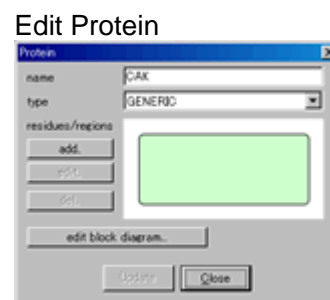 Edit Protein
Protein
name CAK
type GENERIC
residues/regions
add.
edit.
del.
edit block diagram..
Update Close